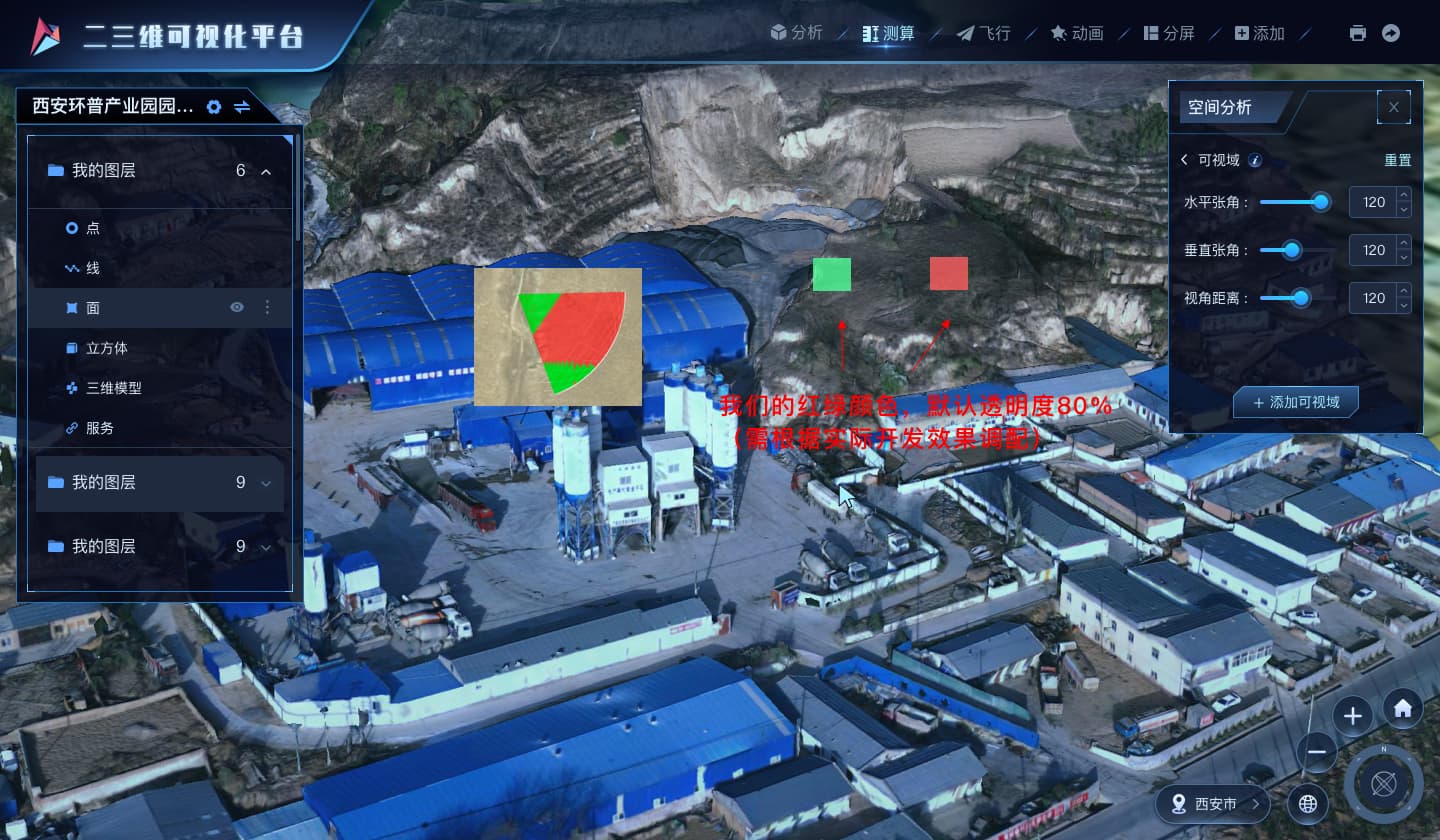 二三维可视化平台
分析
测算
飞行
动画
分屏
添加
西安环普产业园园...
我的图层 6
点
线
面
立方体
三维模型
服务
我的图层 9
我的图层 9
空间分析
可视域
重置
水平张角: 120
垂直张角: 120
视角距离: 120
+ 添加可视域
我们的红绿颜色，默认透明度80%
（需根据实际开发效果调配）
N
西安市